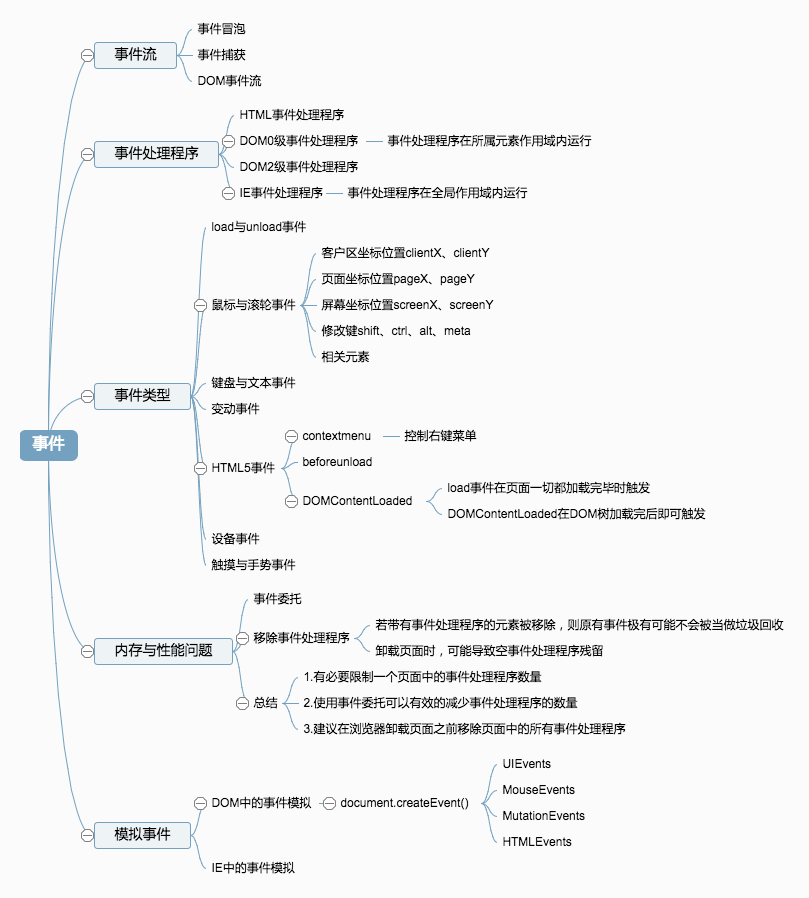 事件
事件流
事件冒泡
事件捕获
DOM事件流
事件处理程序
HTML事件处理程序
DOM0级事件处理程序
事件处理程序在所属元素作用域内运行
DOM2级事件处理程序
IE事件处理程序
事件处理程序在全局作用域内运行
事件类型
load与unload事件
鼠标与滚轮事件
客户区坐标位置clientX、clientY
页面坐标位置pageX、pageY
屏幕坐标位置screenX、screenY
修改键shift、ctrl、alt、meta
相关元素
键盘与文本事件
变动事件
HTML5事件
contextmenu
控制右键菜单
beforeunload
DOMContentLoaded
load事件在页面一切都加载完毕时触发
DOMContentLoaded在DOM树加载完后即可触发
设备事件
触摸与手势事件
内存与性能问题
事件委托
移除事件处理程序
若带有事件处理程序的元素被移除，则原有事件极有可能不会被当做垃圾回收
卸载页面时，可能导致空事件处理程序残留
总结
1.有必要限制一个页面中的事件处理程序数量
2.使用事件委托可以有效的减少事件处理程序的数量
3.建议在浏览器卸载页面之前移除页面中的所有事件处理程序
模拟事件
DOM中的事件模拟
document.createEvent()
UIEvents
MouseEvents
MutationEvents
HTMLEvents
IE中的事件模拟